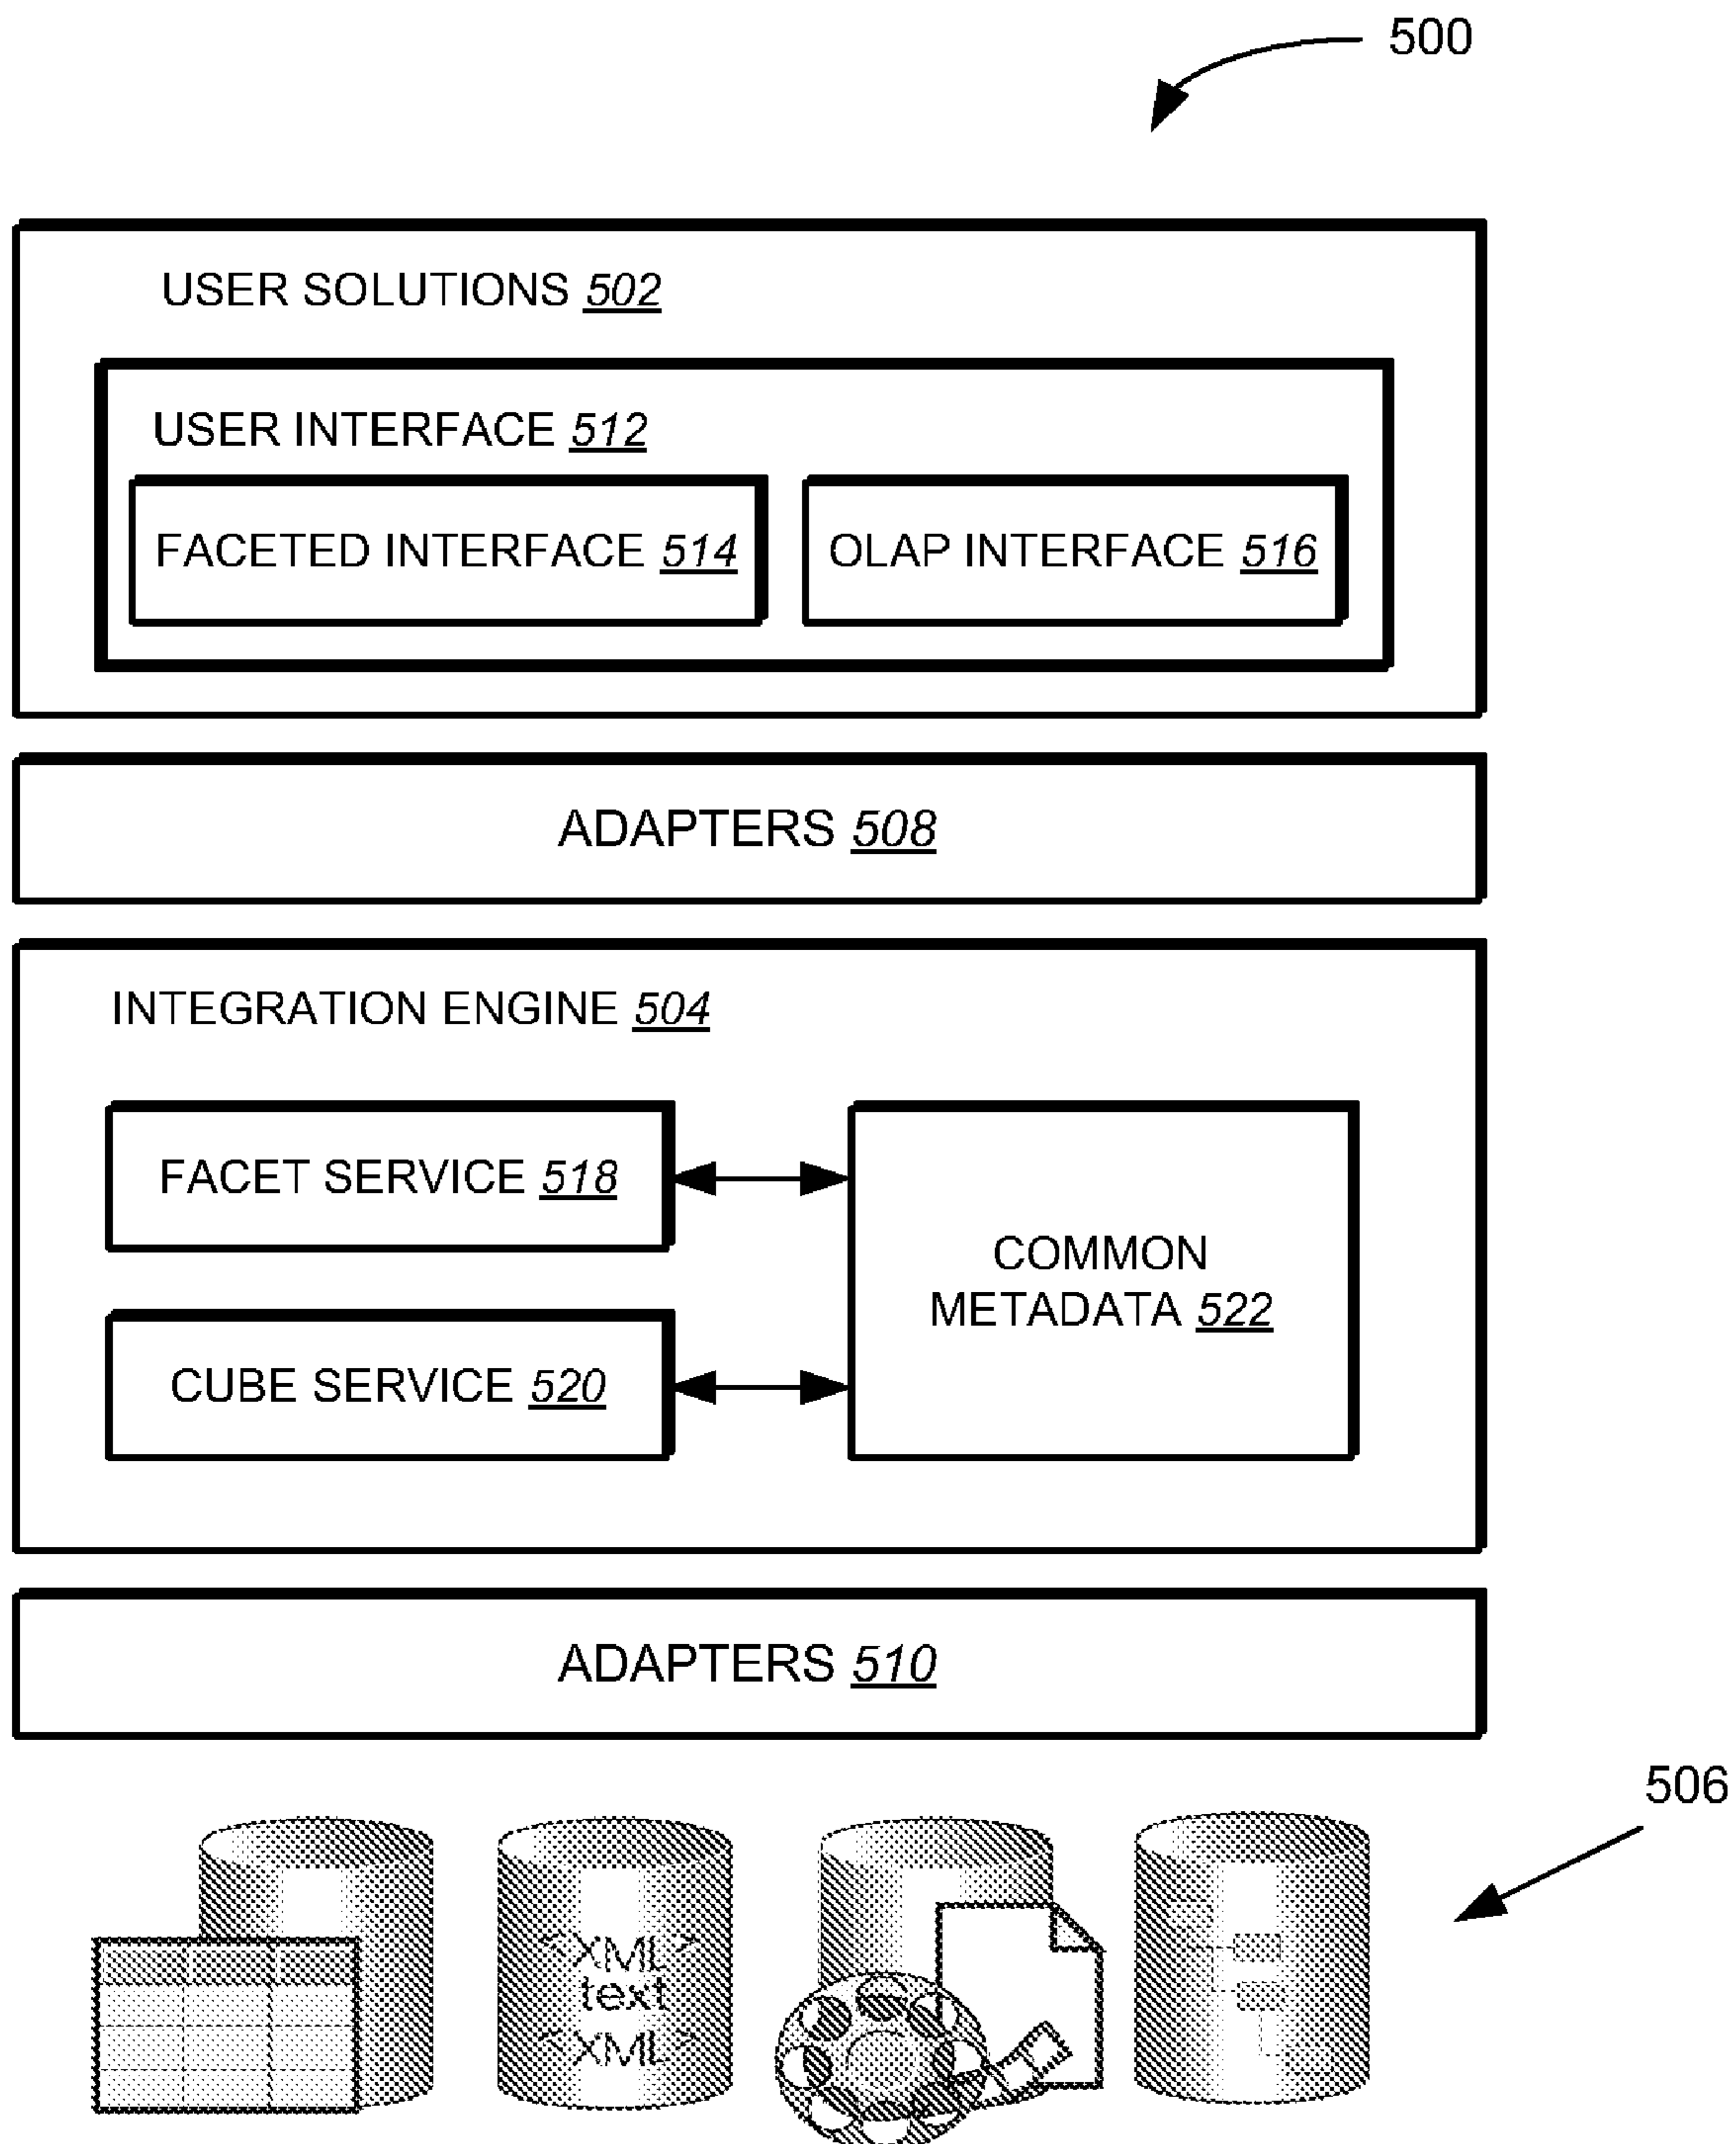 500
USER SOLUTIONS 502
USER INTERFACE 512
FACETED INTERFACE 514
OLAP INTERFACE 516
ADAPTERS 508
INTEGRATION ENGINE 504
FACET SERVICE 518
COMMON
METADATA 522
CUBE SERVICE 520
ADAPTERS 510
506
<XML>
text
<XML>